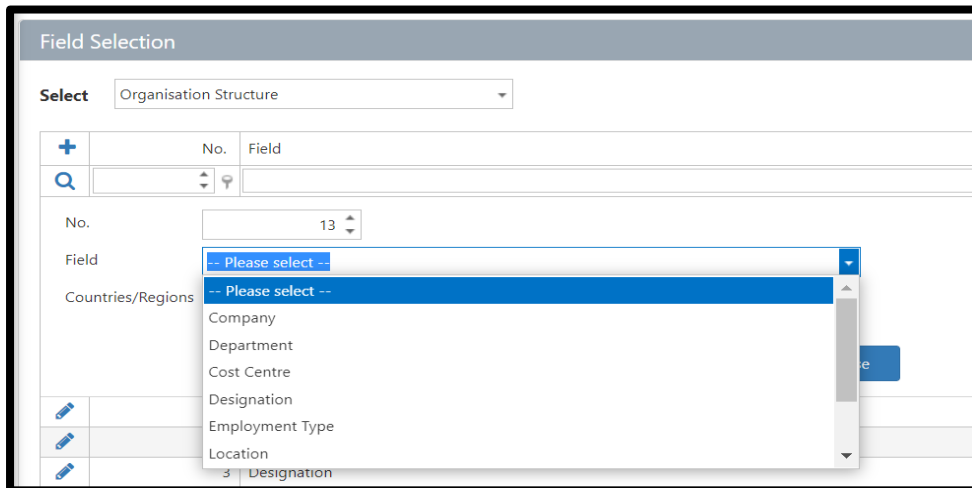 Field Selection
Select Organisation Structure
No. Field
No. 13
Field -- Please select --
-- Please select --
Countries/Regions
Company
Department
Cost Centre
Designation
Employment Type
Location
3 Designation